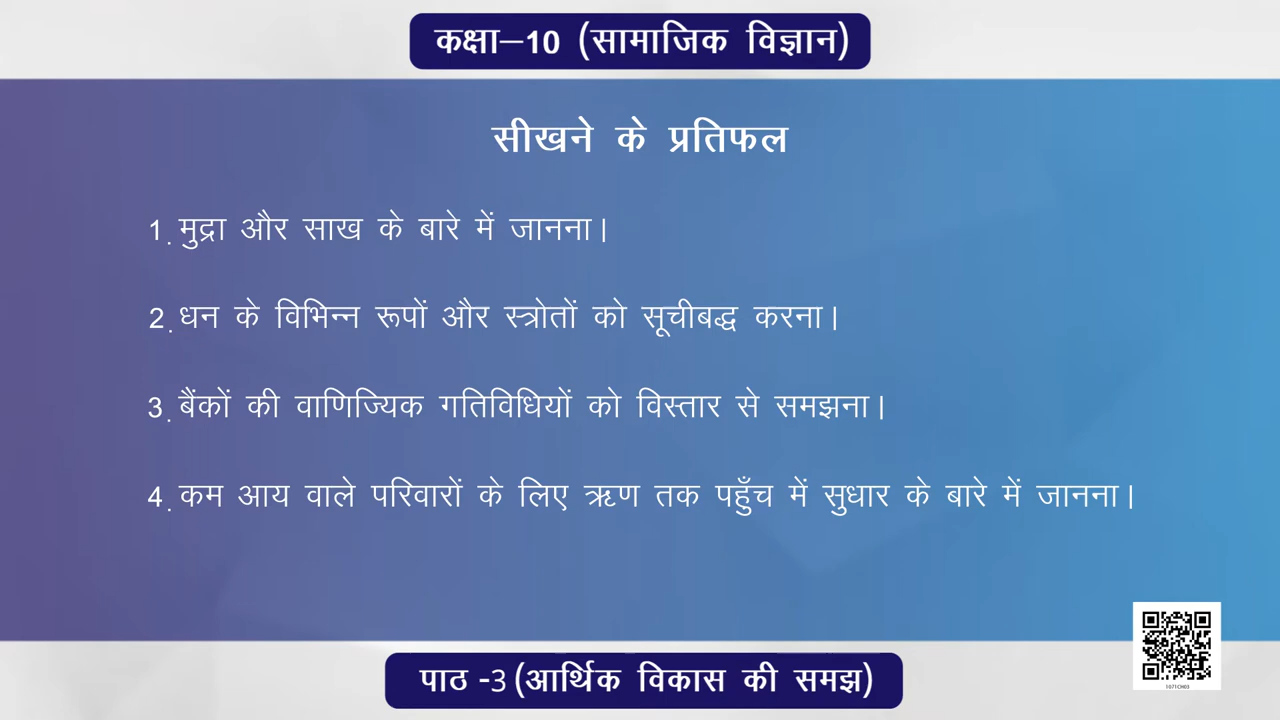 कक्षा–10 (सामाजिक विज्ञान)
सीखने के प्रतिफल
1. मुद्रा और साख के बारे में जानना।
2. धन के विभिन्न रूपों और स्त्रोतों को सूचीबद्ध करना।
3. बैंकों की वाणिज्यिक गतिविधियों को विस्तार से समझना।
4. कम आय वाले परिवारों के लिए ऋण तक पहुँच में सुधार के बारे में जानना।
1071CH03
पाठ -3 (आर्थिक विकास की समझ)